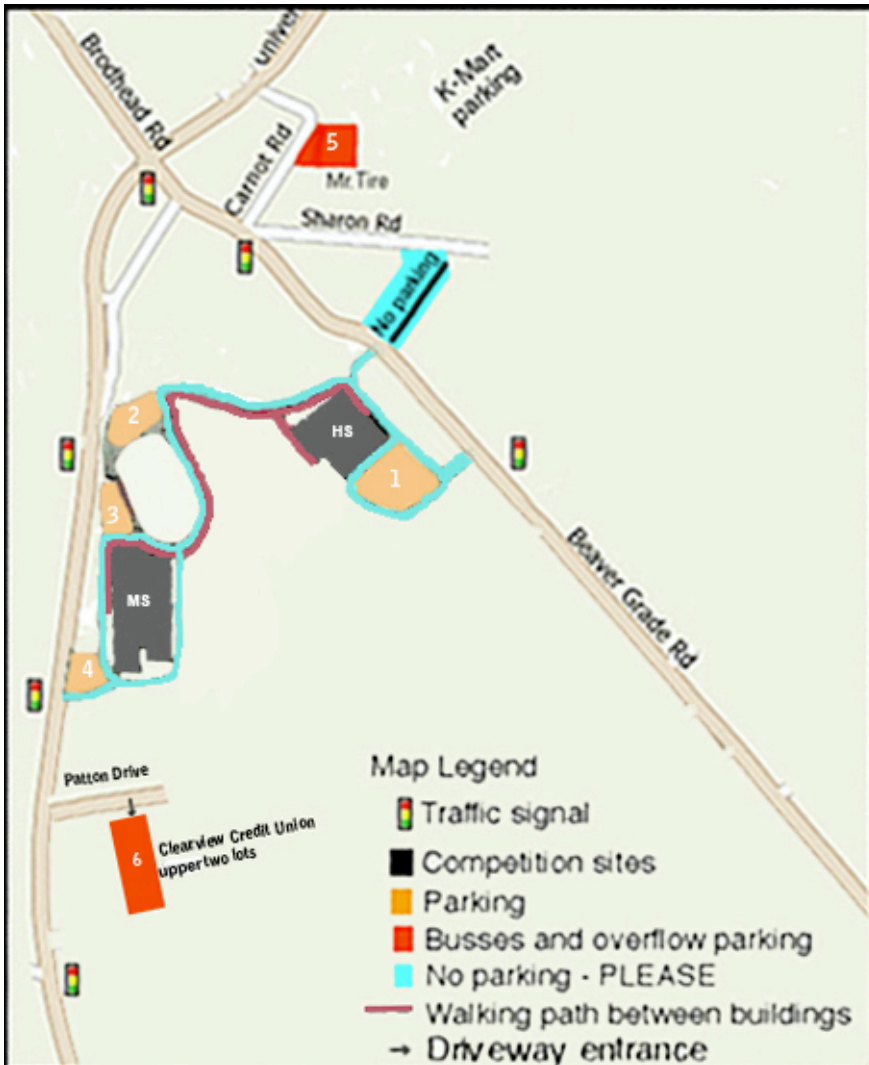 Brodhead Rd
Univer
K-Mart
parking
Carnot Rd
5
Mr. Tire
Sharon Rd
No parking
2
HS
1
3
MS
4
Beaver Grade Rd
Patton Drive
6
Clearview Credit Union
upper two lots
Map Legend
Traffic signal
Competition sites
Parking
Busses and overflow parking
No parking - PLEASE
Walking path between buildings
→ Driveway entrance